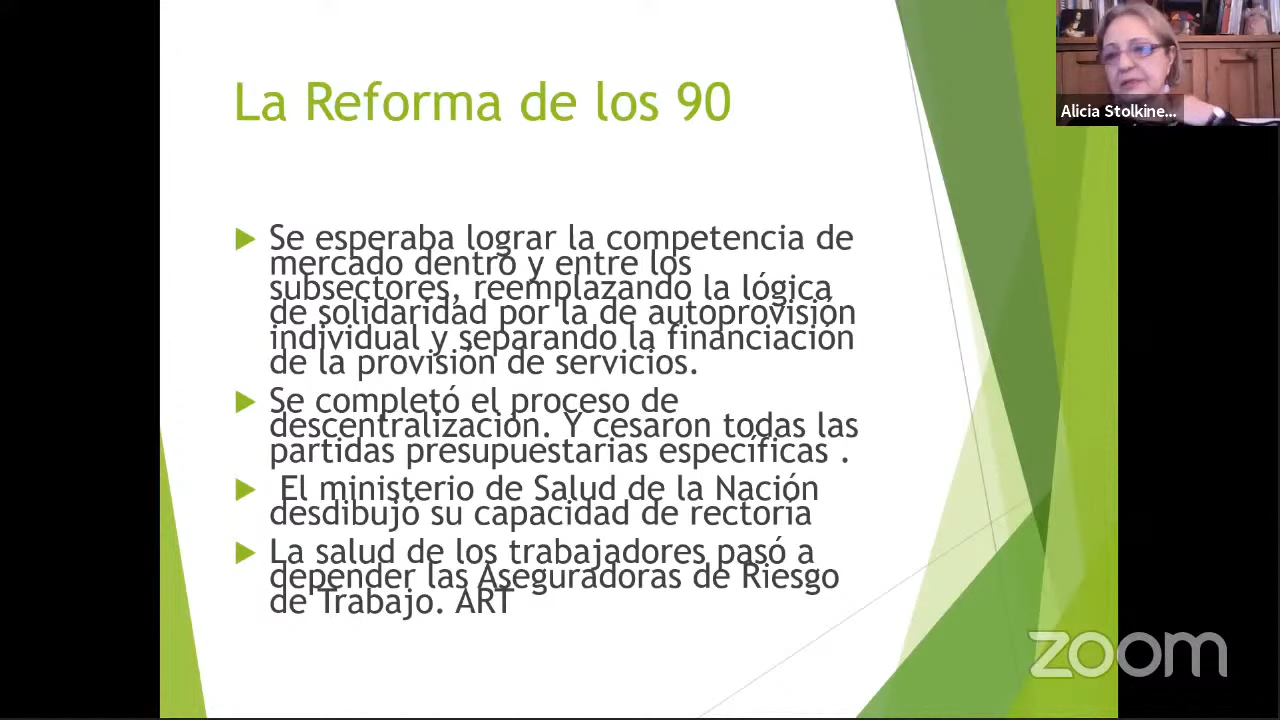 La Reforma de los 90
Alicia Stolkine...
Se esperaba lograr la competencia de
mercado dentro y entre los
subsectores, reemplazando la lógica
de solidaridad por la de autoprovisión
individual y separando la financiación
de la provisión de servicios.
Se completó el proceso de
descentralización. Y cesaron todas las
partidas presupuestarias específicas .
El ministerio de Salud de la Nación
desdibujó su capacidad de rectoría
La salud de los trabajadores pasó a
depender las Aseguradoras de Riesgo
de Trabajo. ART
zoom